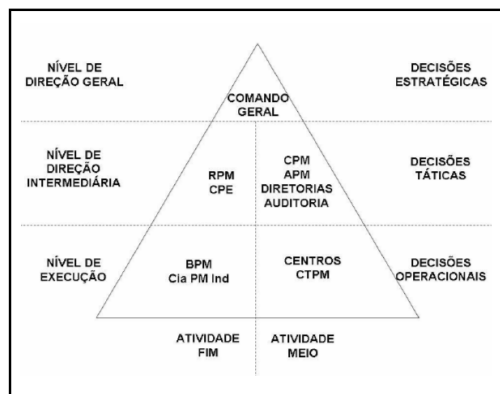 NÍVEL DE
DIREÇÃO GERAL
COMANDO
GERAL
DECISÕES
ESTRATÉGICAS
NÍVEL DE
DIREÇÃO
INTERMEDIÁRIA
RPM
CPE
CPM
APM
DIRETORIAS
AUDITORIA
DECISÕES
TÁTICAS
NÍVEL DE
EXECUÇÃO
BPM
Cia PM Ind
CENTROS
CTPM
DECISÕES
OPERACIONAIS
ATIVIDADE
FIM
ATIVIDADE
MEIO